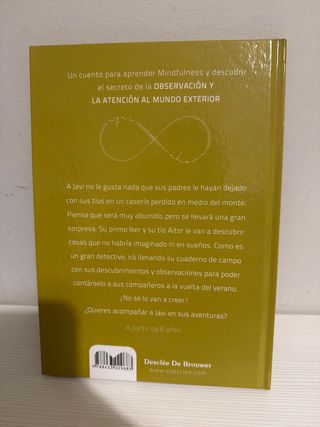 Un cuento para aprender Mindfulness y descubrir
el secreto de la OBSERVACIÓN Y
LA ATENCIÓN AL MUNDO EXTERIOR
A Javi no le gusta nada que sus padres le hayan dejado
con sus tíos en un caserío perdido en medio del monte.
Piensa que será muy aburrido, pero se llevará una gran
sorpresa. Su primo Iker y su tío Aitor le van a descubrir
cosas que no habría imaginado ni en sueños. Como es
un gran detective, irá llenando su cuaderno de campo
con sus descubrimientos y observaciones para poder
contárselo a sus compañeros a la vuelta del verano.
¡No se lo van a creer!
¿Quieres acompañar a Javi en sus aventuras?
A partir de 6 años
Desclée De Brouwer
www.edesclee.com
9788433029683